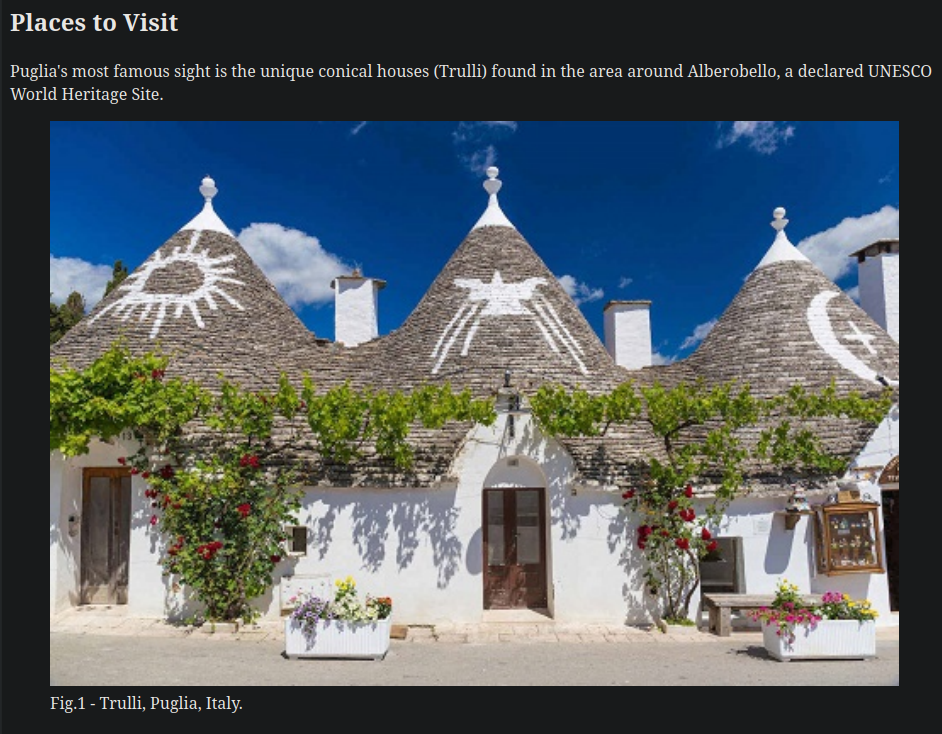 Places to Visit
Puglia's most famous sight is the unique conical houses (Trulli) found in the area around Alberobello, a declared UNESCO
World Heritage Site.
Fig.1 - Trulli, Puglia, Italy.